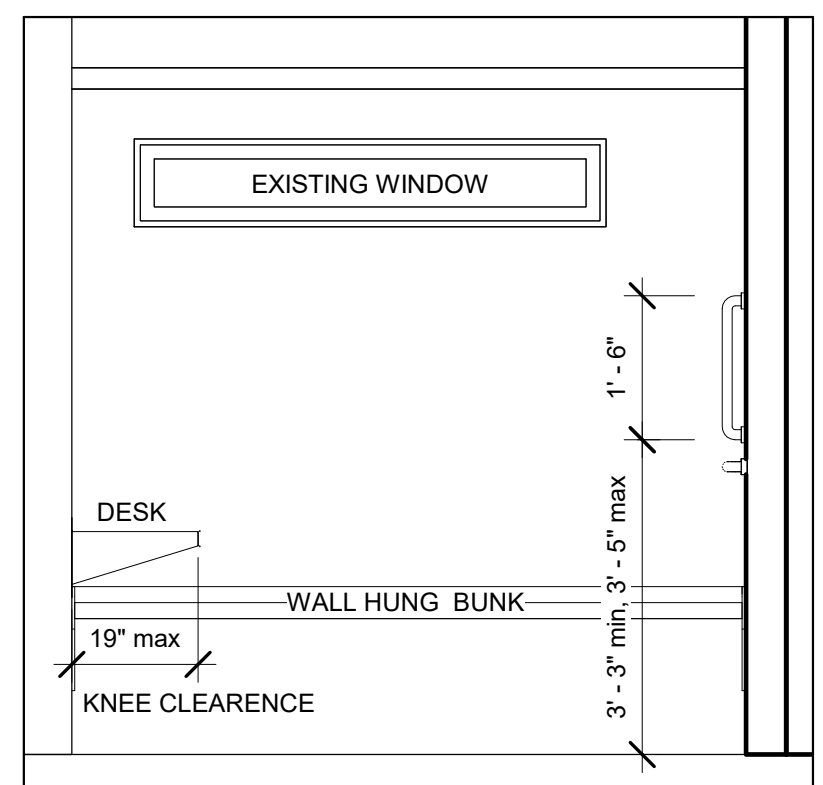 EXISTING WINDOW
1' - 6"
DESK
3' - 3" min, 3' - 5" max
WALL HUNG BUNK
19" max
KNEE CLEARENCE